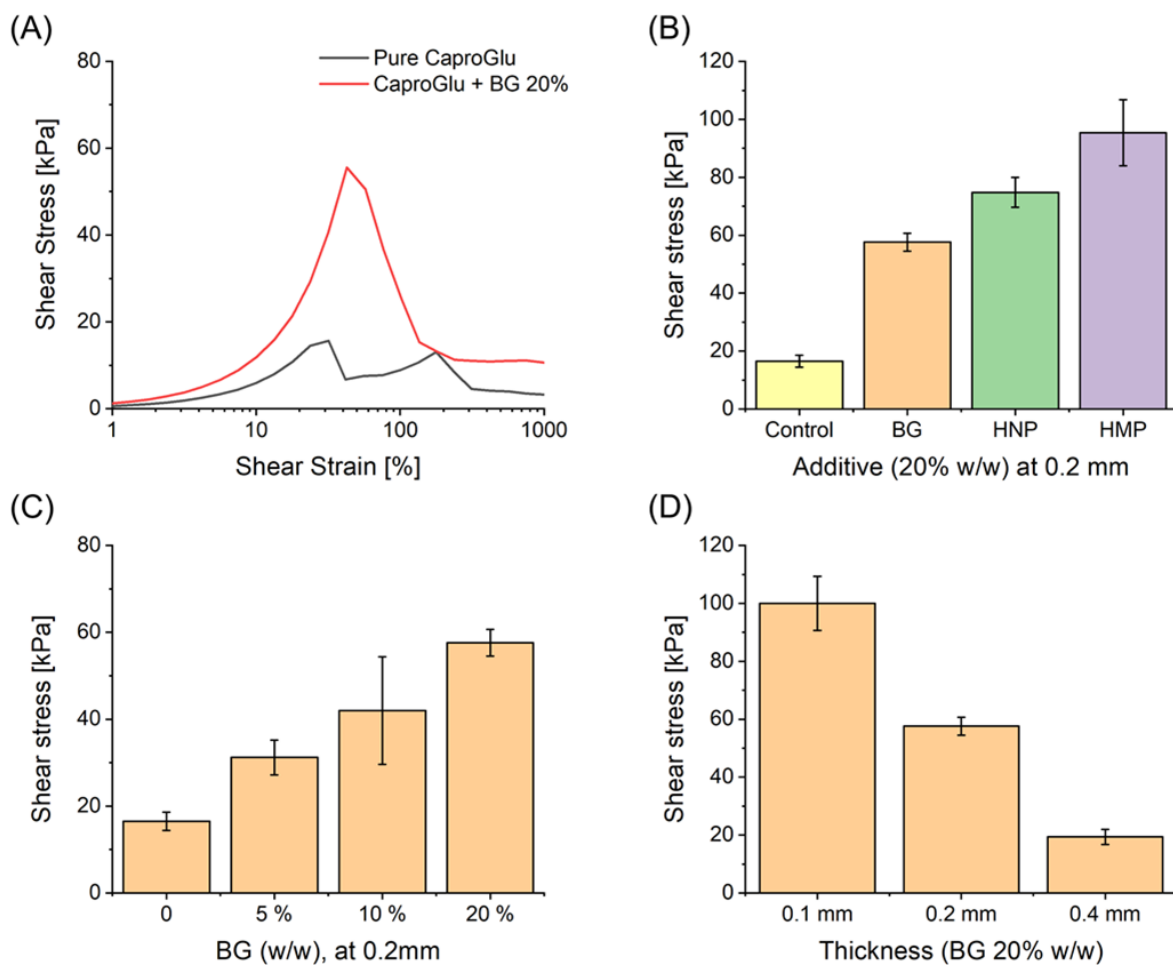 (A)
Pure CaproGlu
CaproGlu + BG 20%
80
60
40
20
0
Shear Stress [kPa]
1 10 100 1000
Shear Strain [%]
(B)
120
100
80
60
40
20
0
Shear stress [kPa]
Control BG HNP HMP
Additive (20% w/w) at 0.2 mm
(C)
80
60
40
20
0
Shear stress [kPa]
0 5 % 10 % 20 %
BG (w/w), at 0.2mm
(D)
120
100
80
60
40
20
0
Shear stress [kPa]
0.1 mm 0.2 mm 0.4 mm
Thickness (BG 20% w/w)